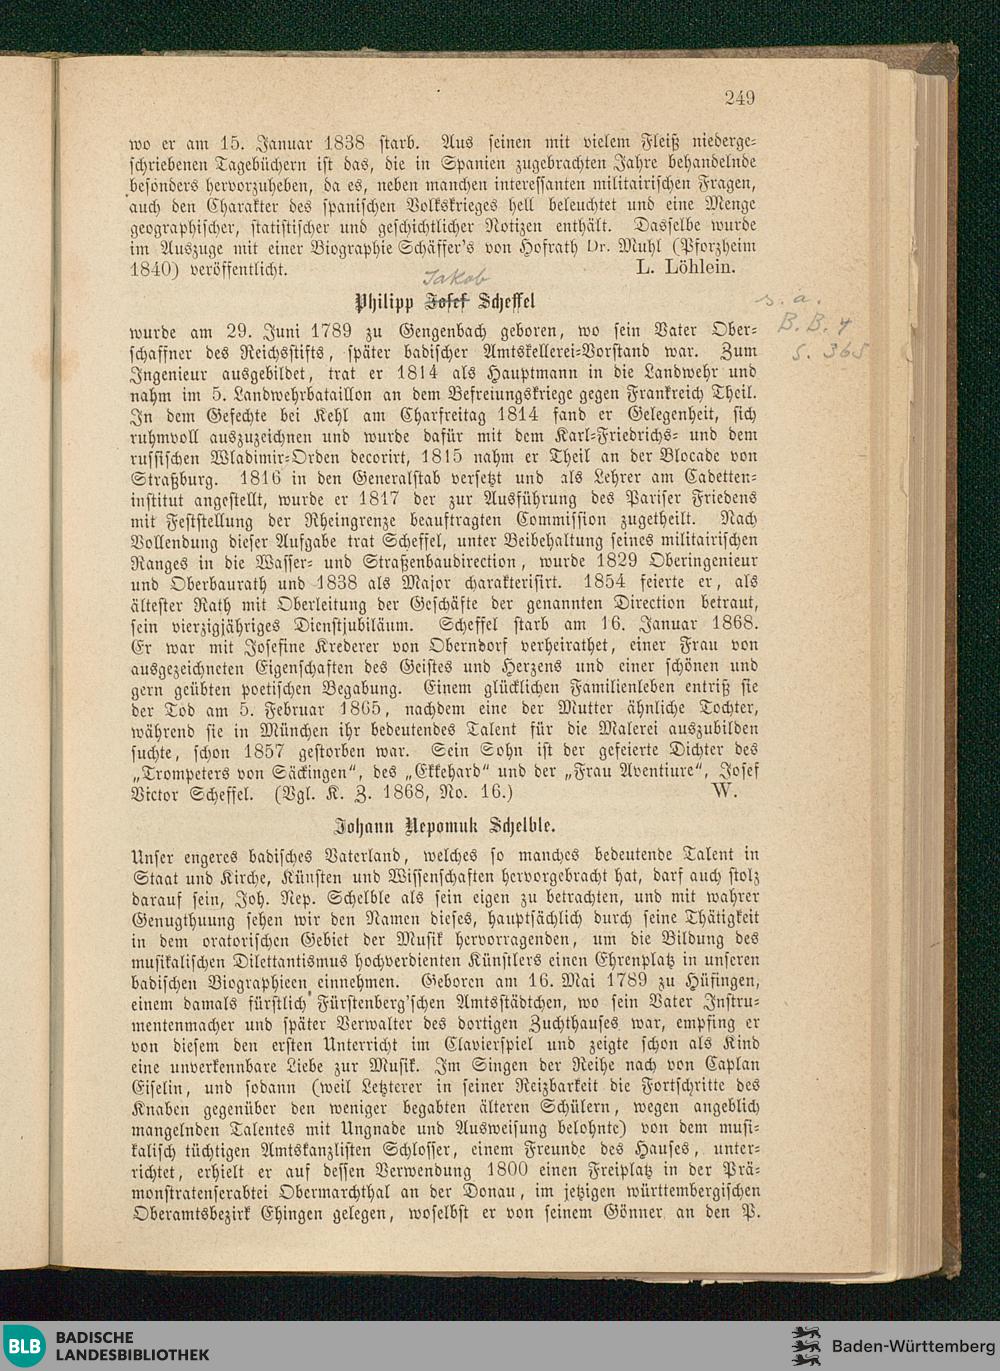 249
wo er am 15. Januar 1838 starb. Aus seinen mit vielem Fleiß niederge-
schriebenen Tagebüchern ist das, die in Spanien zugebrachten Jahre behandelnde
besonders hervorzuheben, da es, neben manchen interessanten militairischen Fragen,
auch den Charakter des spanischen Volkskrieges hell beleuchtet und eine Menge
geographischer, statistischer und geschichtlicher Notizen enthält. Dasselbe wurde
im Auszuge mit einer Biographie Schäffer's von Hofrath Dr. Muhl (Pforzheim
1840) veröffentlicht. L. Löhlein.
Jakob
Philipp Josef Scheffel
s. a.
B. B. 4
S. 365
wurde am 29. Juni 1789 zu Gengenbach geboren, wo sein Vater Ober-
schaffner des Reichsstifts, später badischer Amtskellerei-Vorstand war. Zum
Ingenieur ausgebildet, trat er 1814 als Hauptmann in die Landwehr und
nahm im 5. Landwehrbataillon an dem Befreiungskriege gegen Frankreich Theil.
In dem Gefechte bei Kehl am Charfreitag 1814 fand er Gelegenheit, sich
ruhmvoll auszuzeichnen und wurde dafür mit dem Karl-Friedrichs- und dem
russischen Wladimir-Orden decorirt, 1815 nahm er Theil an der Blocade von
Straßburg. 1816 in den Generalstab versetzt und als Lehrer am Cadetten-
institut angestellt, wurde er 1817 der zur Ausführung des Pariser Friedens
mit Feststellung der Rheingrenze beauftragten Commission zugetheilt. Nach
Vollendung dieser Aufgabe trat Scheffel, unter Beibehaltung seines militairischen
Ranges in die Wasser- und Straßenbaudirection, wurde 1829 Oberingenieur
und Oberbaurath und 1838 als Major charakterisirt. 1854 feierte er, als
ältester Rath mit Oberleitung der Geschäfte der genannten Direction betraut,
sein vierzigjähriges Dienstjubiläum. Scheffel starb am 16. Januar 1868.
Er war mit Josefine Krederer von Oberndorf verheirathet, einer Frau von
ausgezeichneten Eigenschaften des Geistes und Herzens und einer schönen und
gern geübten poetischen Begabung. Einem glücklichen Familienleben entriß sie
der Tod am 5. Februar 1865, nachdem eine der Mutter ähnliche Tochter,
während sie in München ihr bedeutendes Talent für die Malerei auszubilden
suchte, schon 1857 gestorben war. Sein Sohn ist der gefeierte Dichter des
„Trompeters von Säckingen“, des „Ekkehard“ und der „Frau Aventiure“, Josef
Victor Scheffel. (Vgl. K. Z. 1868, No. 16.) W.
Johann Nepomuk Schelble.
Unser engeres badisches Vaterland, welches so manches bedeutende Talent in
Staat und Kirche, Künsten und Wissenschaften hervorgebracht hat, darf auch stolz
darauf sein, Joh. Nep. Schelble als sein eigen zu betrachten, und mit wahrer
Genugthuung sehen wir den Namen dieses, hauptsächlich durch seine Thätigkeit
in dem oratorischen Gebiet der Musik hervorragenden, um die Bildung des
musikalischen Dilettantismus hochverdienten Künstlers einen Ehrenplatz in unseren
badischen Biographieen einnehmen. Geboren am 16. Mai 1789 zu Hüfingen,
einem damals fürstlich Fürstenberg'schen Amtsstädtchen, wo sein Vater Instru-
mentenmacher und später Verwalter des dortigen Zuchthauses war, empfing er
von diesem den ersten Unterricht im Clavierspiel und zeigte schon als Kind
eine unverkennbare Liebe zur Musik. Im Singen der Reihe nach von Caplan
Eiselin, und sodann (weil Letzterer in seiner Reizbarkeit die Fortschritte des
Knaben gegenüber den weniger begabten älteren Schülern, wegen angeblich
mangelnden Talentes mit Ungnade und Ausweisung belohnte) von dem musi-
kalisch tüchtigen Amtskanzlisten Schlosser, einem Freunde des Hauses, unter-
richtet, erhielt er auf dessen Verwendung 1800 einen Freiplatz in der Prä-
monstratenserabtei Obermarchthal an der Donau, im jetzigen württembergischen
Oberamtsbezirk Ehingen gelegen, woselbst er von seinem Gönner an den P.
BLB BADISCHE
LANDESBIBLIOTHEK
Baden-Württemberg